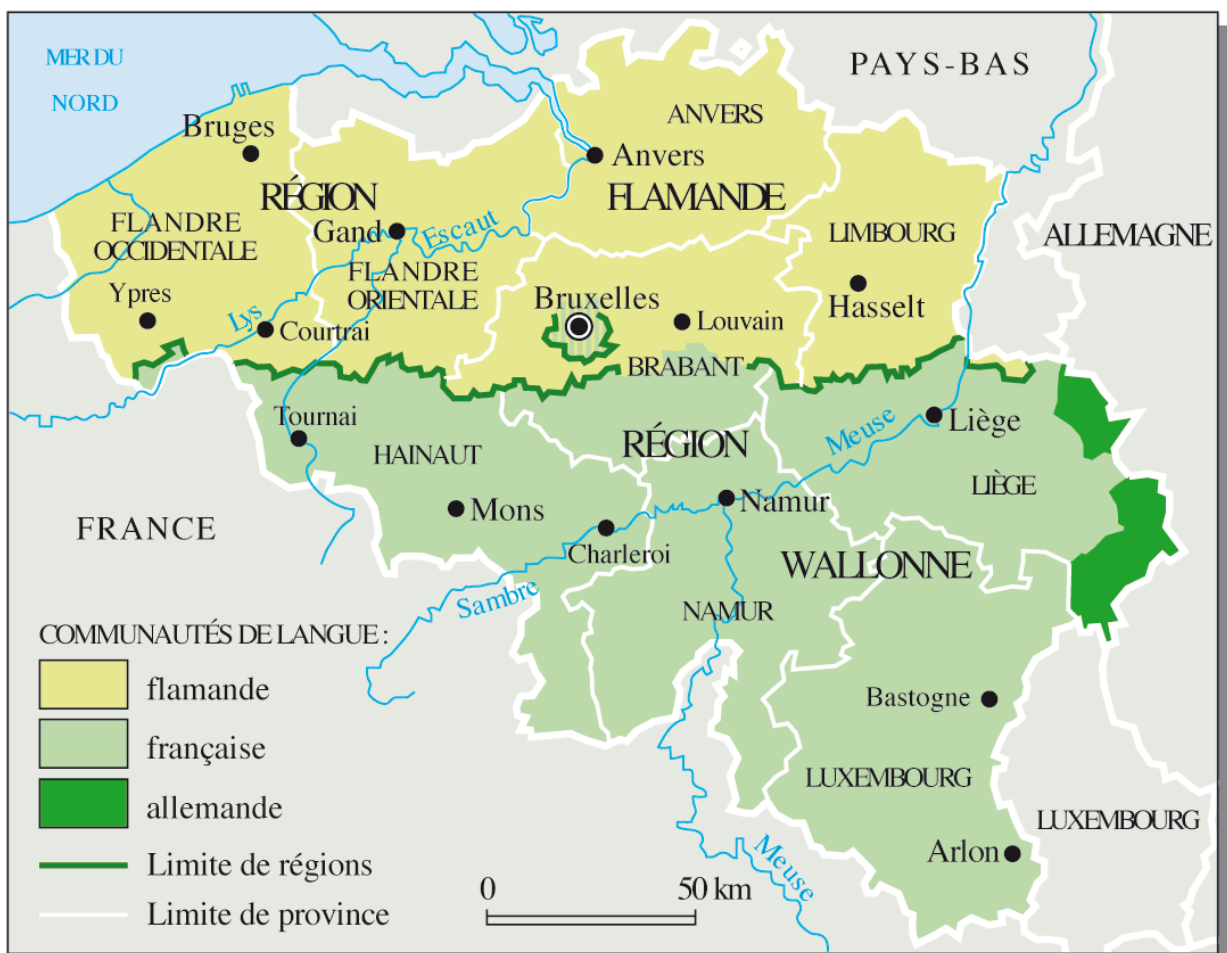 MER DU
NORD
PAYS-BAS
ANVERS
Bruges
Anvers
RÉGION
FLAMANDE
FLANDRE
OCCIDENTALE
Gand
Escaut
LIMBOURG
ALLEMAGNE
FLANDRE
ORIENTALE
Ypres
Bruxelles
Hasselt
Lys
Courtrai
Louvain
BRABANT
Tournai
HAINAUT
RÉGION
Meuse
Liège
LIÈGE
Mons
Namur
FRANCE
Charleroi
WALLONNE
Sambre
NAMUR
COMMUNAUTÉS DE LANGUE :
flamande
française
allemande
Limite de régions
Limite de province
Bastogne
LUXEMBOURG
LUXEMBOURG
Arlon
Meuse
0 50 km